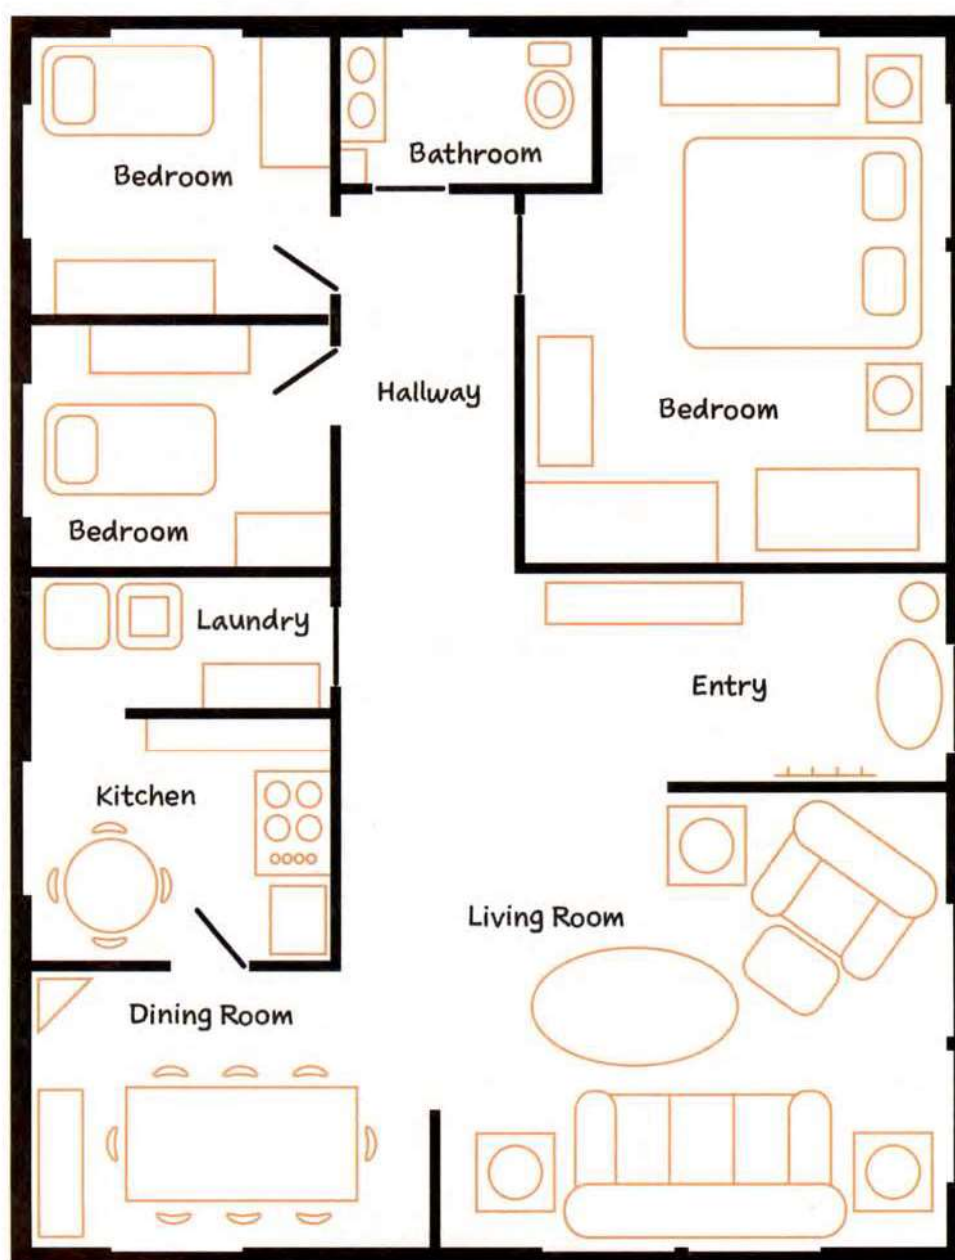 Bathroom
Bedroom
Hallway
Bedroom
Bedroom
Laundry
Entry
Kitchen
Living Room
Dining Room